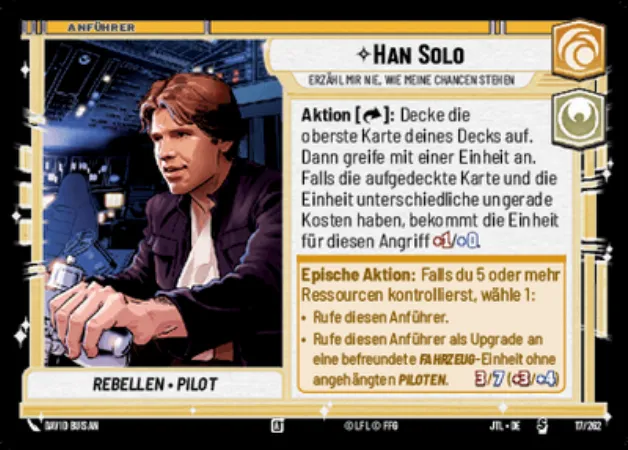 ANFÜHRER
HAN SOLO
ERZÄHL MIR NIE, WIE MEINE CHANCEN STEHEN
Aktion [↷]: Decke die
oberste Karte deines Decks auf.
Dann greife mit einer Einheit an.
Falls die aufgedeckte Karte und die
Einheit unterschiedliche ungerade
Kosten haben, bekommt die Einheit
für diesen Angriff +1/+0.
Epische Aktion: Falls du 5 oder mehr
Ressourcen kontrollierst, wähle 1:
• Rufe diesen Anführer.
• Rufe diesen Anführer als Upgrade an
eine befreundete FAHRZEUG-Einheit ohne
angehängten PILOTEN. 3/7 (+3/+4)
REBELLEN • PILOT
DAVID BUISAN
A
© LFL © FFG
JTL • DE
S
17/262